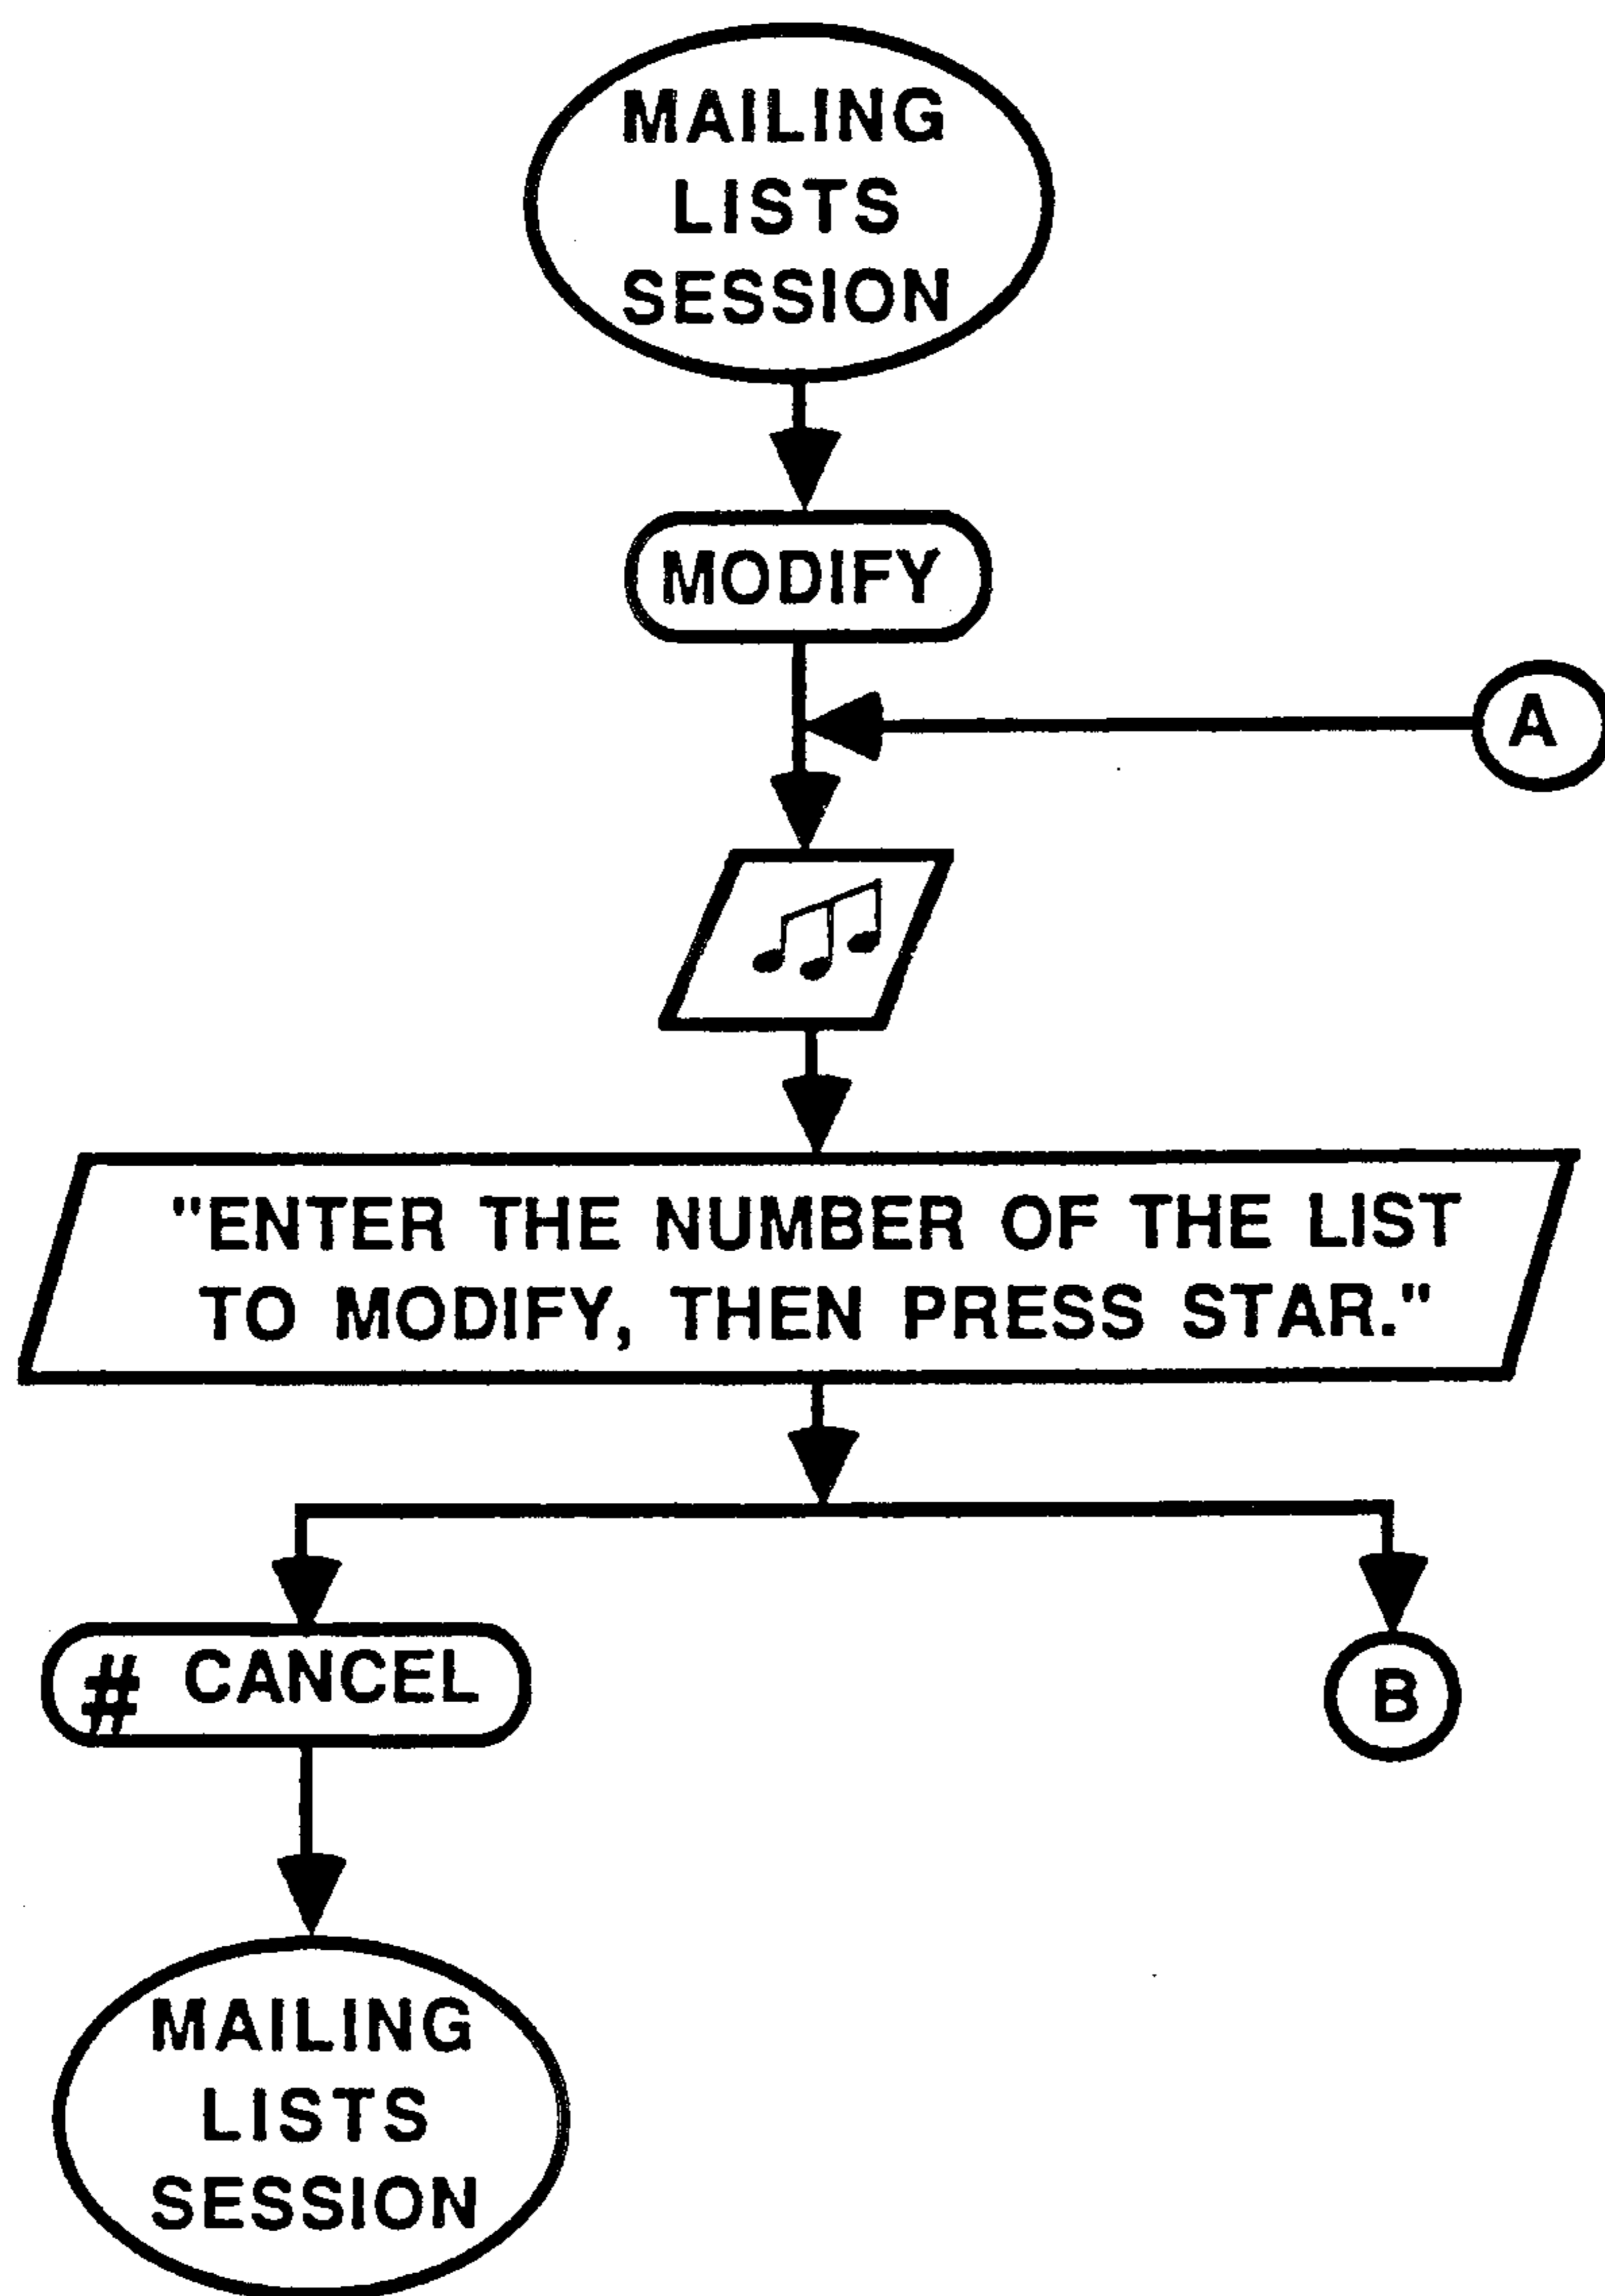 MAILING
LISTS
SESSION
MODIFY
A
"ENTER THE NUMBER OF THE LIST
TO MODIFY, THEN PRESS STAR."
# CANCEL
B
MAILING
LISTS
SESSION